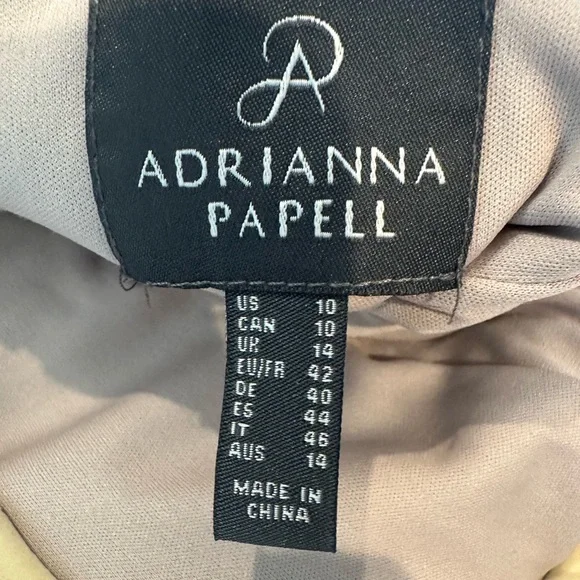 ADRIANNA
PAPELL
US 10
CAN 10
UK 14
EU/FR 42
DE 40
ES 44
IT 46
AUS 14
MADE IN
CHINA